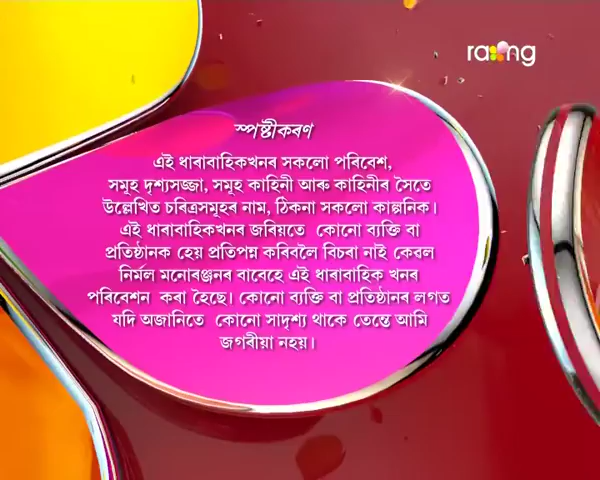 rang
স্পষ্টীকৰণ
এই ধাৰাবাহিকখনৰ সকলো পৰিবেশ,
সমূহ দৃশ্যসজ্জা, সমূহ কাহিনী আৰু কাহিনীৰ সৈতে
উল্লেখিত চৰিত্ৰসমূহৰ নাম, ঠিকনা সকলো কাল্পনিক।
এই ধাৰাবাহিকখনৰ জৰিয়তে কোনো ব্যক্তি বা
প্ৰতিষ্ঠানক হেয় প্ৰতিপন্ন কৰিবলৈ বিচৰা নাই কেৱল
নিৰ্মল মনোৰঞ্জনৰ বাবেহে এই ধাৰাবাহিক খনৰ
পৰিবেশন কৰা হৈছে। কোনো ব্যক্তি বা প্ৰতিষ্ঠানৰ লগত
যদি অজানিতে কোনো সাদৃশ্য থাকে তেন্তে আমি
জগৰীয়া নহয়।